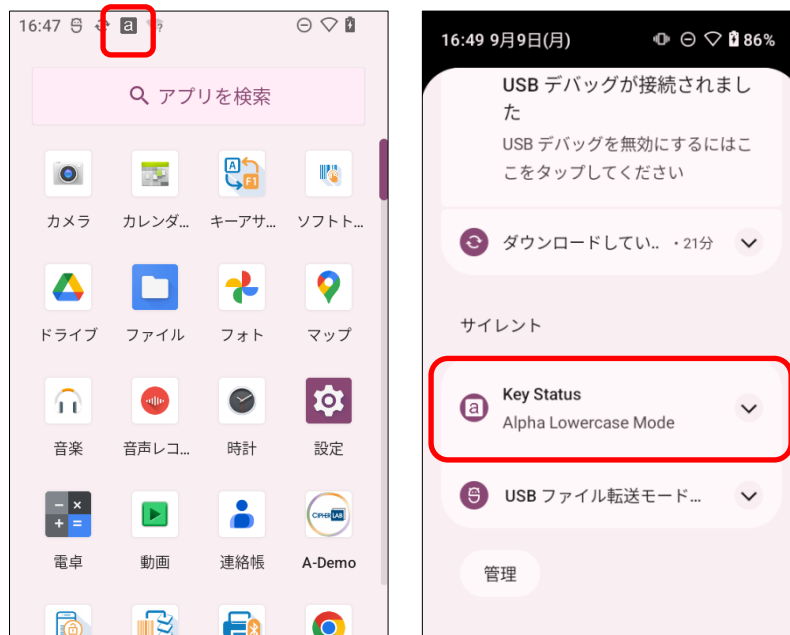 16:47
a
アプリを検索
A
F1
カメラ
カレンダ...
キーアサ...
ソフトト...
ドライブ
ファイル
フォト
マップ
音楽
音声レコ...
時計
設定
電卓
動画
連絡帳
CIPHER LAB
A-Demo
16:49 9月9日(月)
86%
USB デバッグが接続されまし
た
USB デバッグを無効にするにはこ
こをタップしてください
ダウンロードしてい.. ・21分
サイレント
a
Key Status
Alpha Lowercase Mode
USB ファイル転送モード...
管理